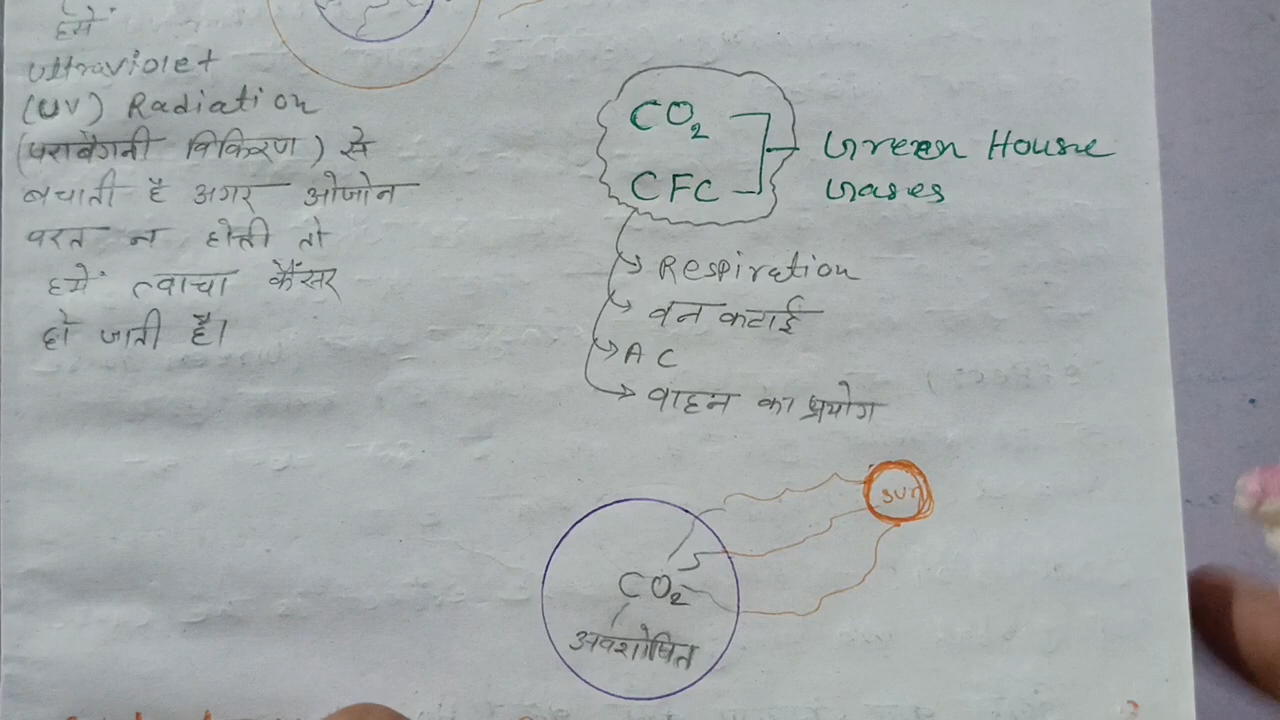 हमें
Ultraviolet
(UV) Radiation
(पराबैंगनी विकिरण) से
बचाती है अगर ओजोन
परत न होती तो
हमें त्वाचा कैंसर
हो जाती है।
CO₂
CFC
Green House
Gases
Respiration
वन कटाई
AC
वाहन का प्रयोग
sun
CO₂
अवशोषित